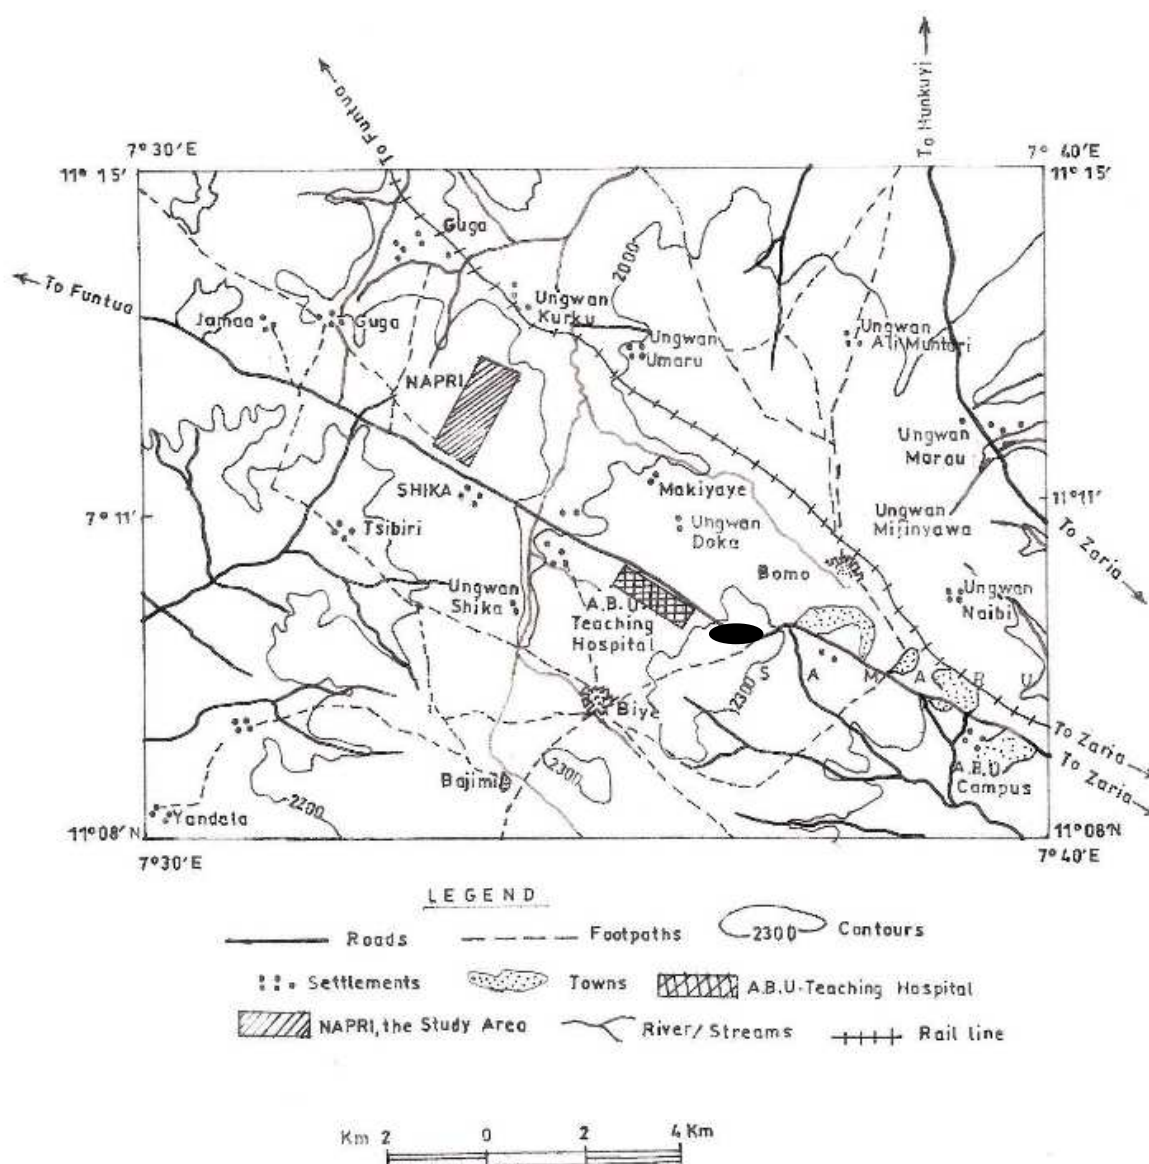 To Funtua
To Hunkuyi
7° 30'E
7° 40'E
11° 15'
11° 15'
Guga
To Funtua
2000
Jamaa
Guga
Ungwan
Kurku
Ungwan
Umaru
Ungwan
Ali Muntari
NAPRI
Ungwan
Marau
SHIKA
Makiyaye
11° 11'
7° 11'
Tsibiri
Ungwan
Doka
Ungwan
Mijinyawa
To Zaria
Bomo
Ungwan
Shika
A.B.U-
Teaching
Hospital
Ungwan
Naibi
S A M A R U
2300
Biye
To Zaria
Bajimi
2300
A.B.U
Campus
To Zaria
2200
Yandata
11° 08'N
11° 08'N
7° 30'E
7° 40'E
LEGEND
Roads
Footpaths
2300
Contours
Settlements
Towns
A.B.U-Teaching Hospital
NAPRI, the Study Area
River/Streams
Rail line
Km 2 0 2 4 Km